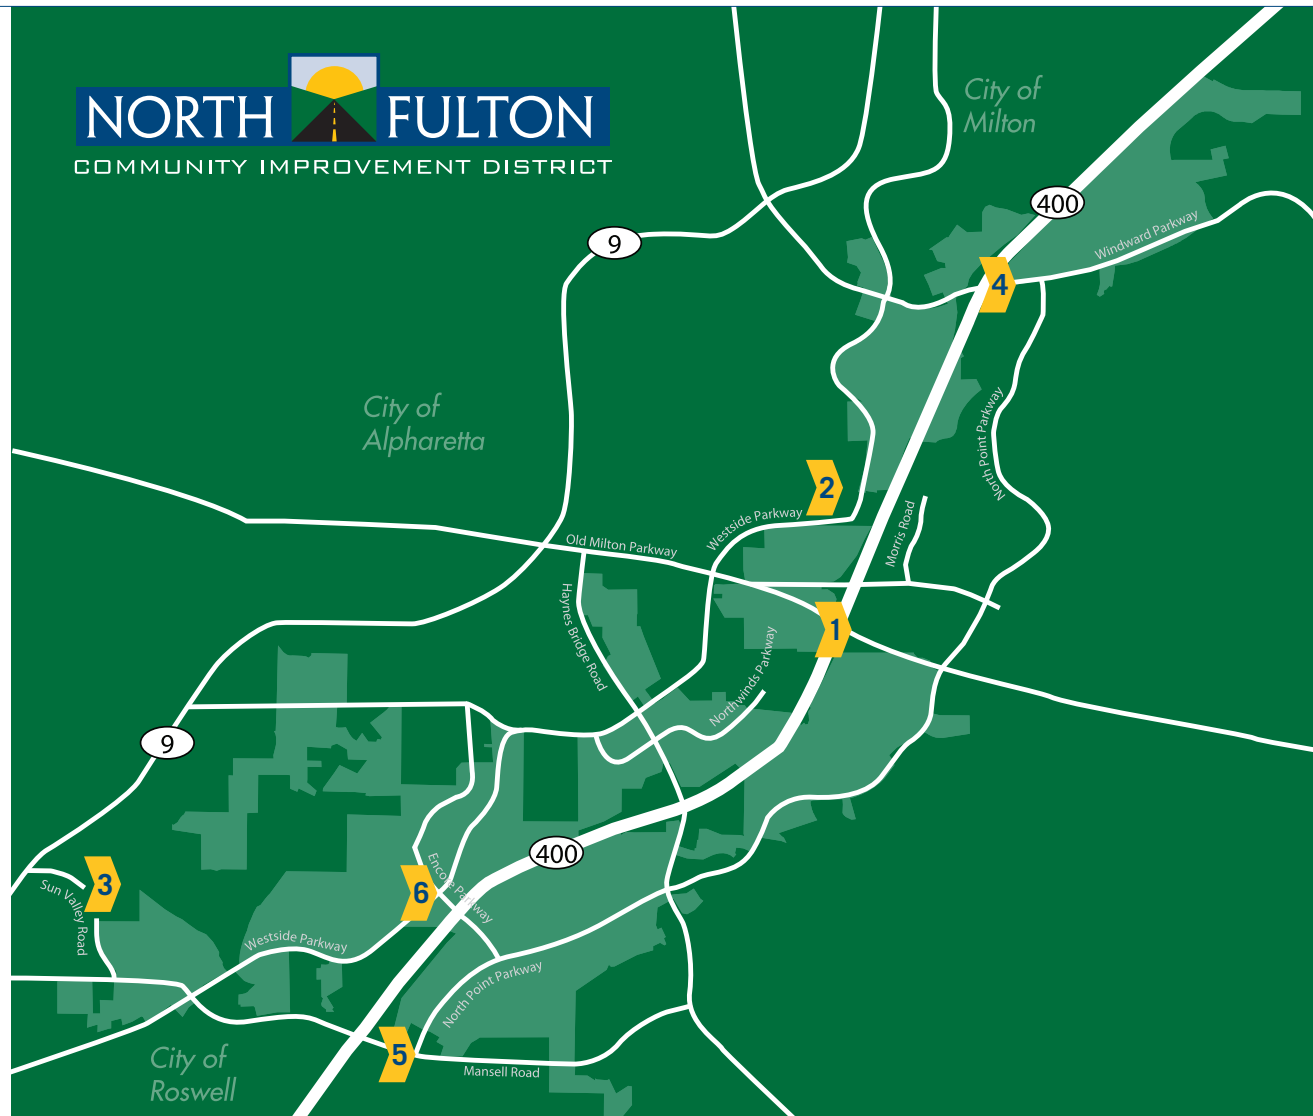 NORTH FULTON
COMMUNITY IMPROVEMENT DISTRICT
City of
Milton
400
9
Windward Parkway
4
City of
Alpharetta
North Point Parkway
2
Westside Parkway
Morris Road
Old Milton Parkway
Haynes Bridge Road
1
Northwinds Parkway
9
400
Encore Parkway
3
6
Sun Valley Road
Westside Parkway
North Point Parkway
5
City of
Roswell
Mansell Road